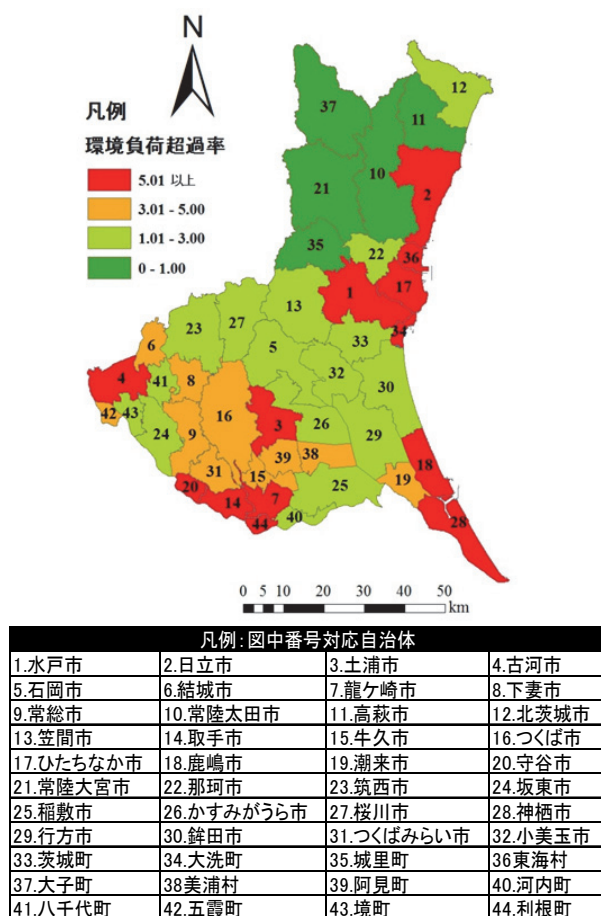 N
凡例
環境負荷超過率
5.01 以上
3.01 - 5.00
1.01 - 3.00
0 - 1.00
12
37
11
10
2
21
35
22
36
1
17
13
34
23
27
33
6
5
32
4
41
8
30
16
42
43
3
26
24
9
29
39
38
18
31
15
19
20
7
25
14
28
44
40
0 5 10 20 30 40 50
km
凡例:図中番号対応自治体
1.水戸市 2.日立市 3.土浦市 4.古河市
5.石岡市 6.結城市 7.龍ケ崎市 8.下妻市
9.常総市 10.常陸太田市 11.高萩市 12.北茨城市
13.笠間市 14.取手市 15.牛久市 16.つくば市
17.ひたちなか市 18.鹿嶋市 19.潮来市 20.守谷市
21.常陸大宮市 22.那珂市 23.筑西市 24.坂東市
25.稲敷市 26.かすみがうら市 27.桜川市 28.神栖市
29.行方市 30.鉾田市 31.つくばみらい市 32.小美玉市
33.茨城町 34.大洗町 35.城里町 36東海村
37.大子町 38美浦村 39.阿見町 40.河内町
41.八千代町 42.五霞町 43.境町 44.利根町